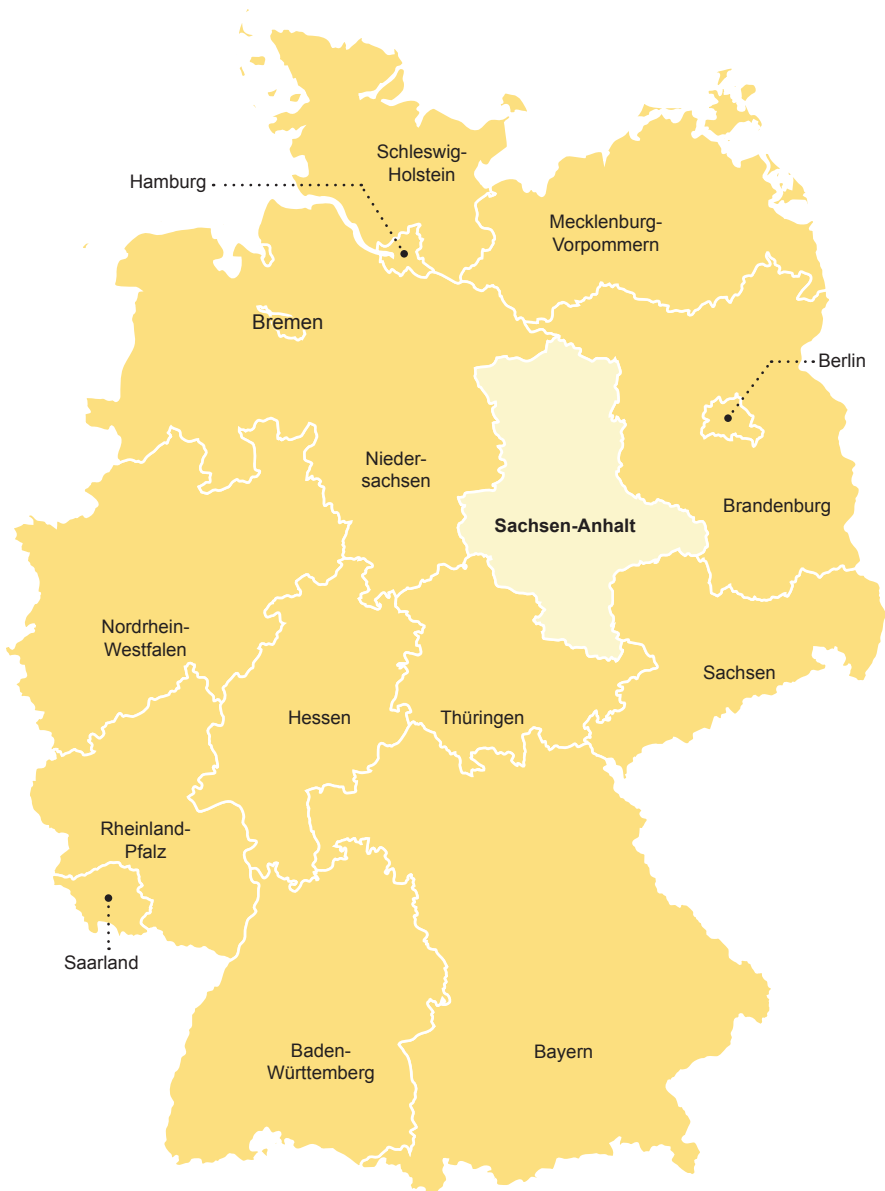 Schleswig-
Holstein
Hamburg
Mecklenburg-
Vorpommern
Bremen
Berlin
Nieder-
sachsen
Brandenburg
Sachsen-Anhalt
Nordrhein-
Westfalen
Sachsen
Hessen
Thüringen
Rheinland-
Pfalz
Saarland
Baden-
Württemberg
Bayern